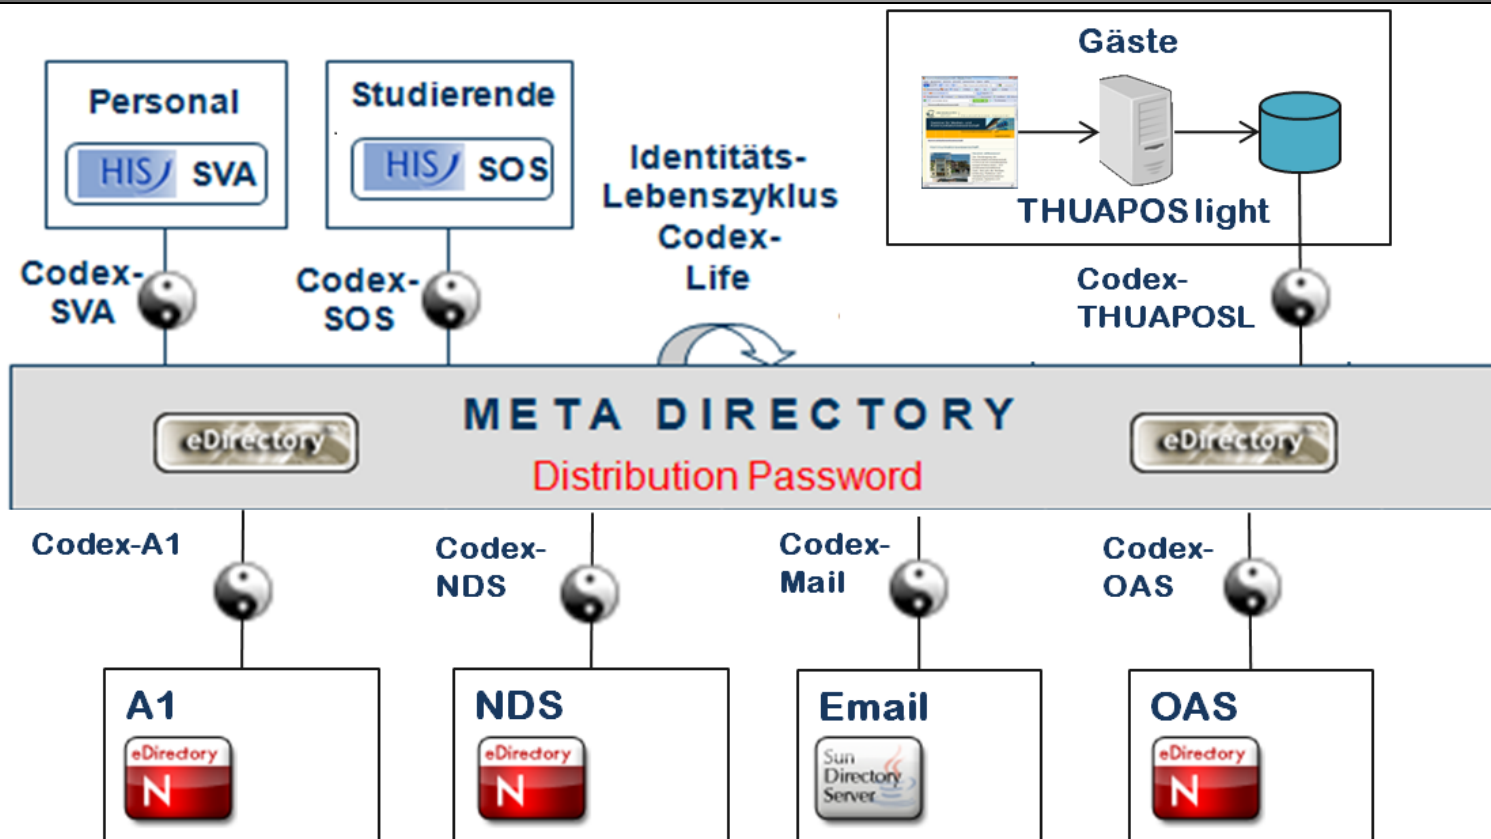 Gäste
Personal
HIS SVA
Studierende
HIS SOS
Identitäts-
Lebenszyklus
Codex-
Life
THUAPOS light
Codex-
SVA
Codex-
SOS
Codex-
THUAPOSL
META DIRECTORY
eDirectory
eDirectory
Distribution Password
Codex-A1
Codex-
NDS
Codex-
Mail
Codex-
OAS
A1
eDirectory
N
NDS
eDirectory
N
Email
Sun
Directory
Server
OAS
eDirectory
N